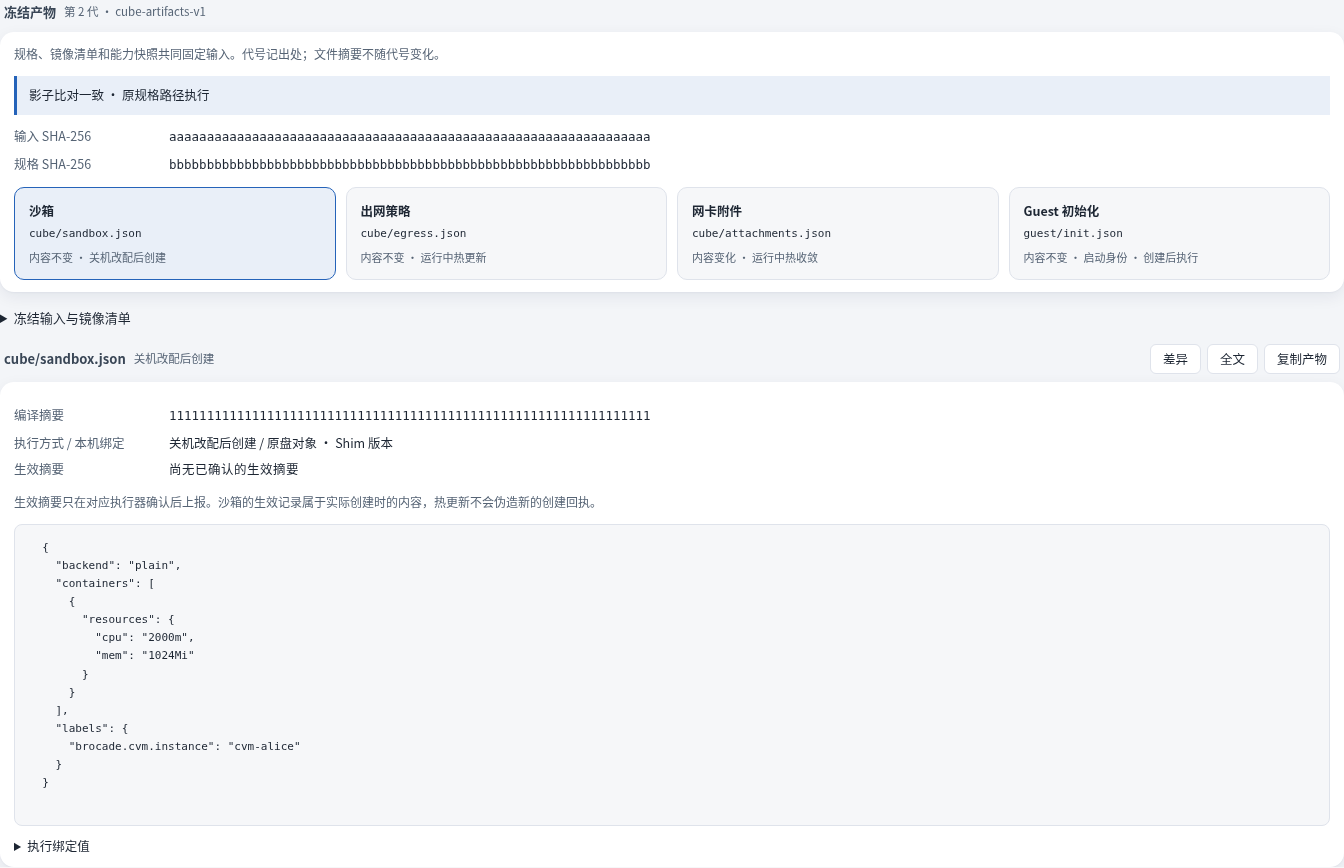 冻结产物 第 2 代 · cube-artifacts-v1
规格、镜像清单和能力快照共同固定输入。代号记出处；文件摘要不随代号变化。
影子比对一致 · 原规格路径执行
输入 SHA-256 aaaaaaaaaaaaaaaaaaaaaaaaaaaaaaaaaaaaaaaaaaaaaaaaaaaaaaaaaaaaaaaa
规格 SHA-256 bbbbbbbbbbbbbbbbbbbbbbbbbbbbbbbbbbbbbbbbbbbbbbbbbbbbbbbbbbbbbbbb
沙箱
cube/sandbox.json
内容不变 · 关机改配后创建
出网策略
cube/egress.json
内容不变 · 运行中热更新
网卡附件
cube/attachments.json
内容变化 · 运行中热收敛
Guest 初始化
guest/init.json
内容不变 · 启动身份 · 创建后执行
▶ 冻结输入与镜像清单
cube/sandbox.json 关机改配后创建 差异 全文 复制产物
编译摘要 1111111111111111111111111111111111111111111111111111111111111111
执行方式 / 本机绑定 关机改配后创建 / 原盘对象 · Shim 版本
生效摘要 尚无已确认的生效摘要
生效摘要只在对应执行器确认后上报。沙箱的生效记录属于实际创建时的内容，热更新不会伪造新的创建回执。
{
  "backend": "plain",
  "containers": [
    {
      "resources": {
        "cpu": "2000m",
        "mem": "1024Mi"
      }
    }
  ],
  "labels": {
    "brocade.cvm.instance": "cvm-alice"
  }
}
▶ 执行绑定值